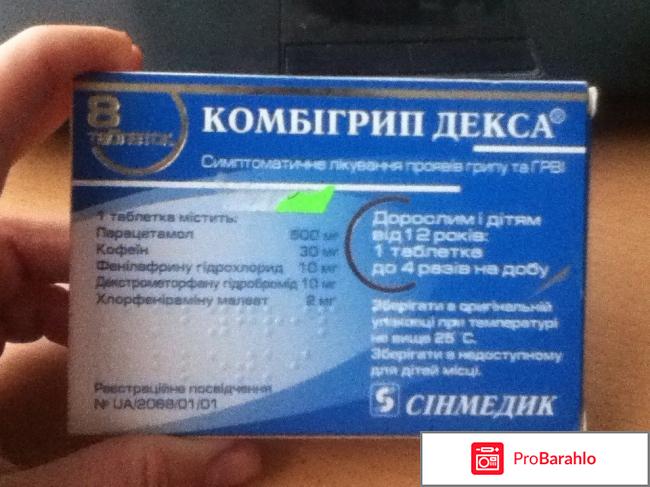 8
ТАБЛЕТОК
КОМБІГРИП ДЕКСА®
Симптоматичне лікування проявів грипу та ГРВІ
1 таблетка містить:
Парацетамол 500 мг
Кофеїн 30 мг
Фенілефрину гідрохлорид 10 мг
Декстрометорфану гідробромід 10 мг
Хлорфеніраміну малеат 2 мг
Реєстраційне посвідчення
№ UA/2068/01/01
Дорослим і дітям
від 12 років:
1 таблетка
до 4 разів на добу
Зберігати в оригінальній
упаковці при температурі
не вище 25 °С.
Зберігати в недоступному
для дітей місці.
СІНМЕДИК
ProBarahlo